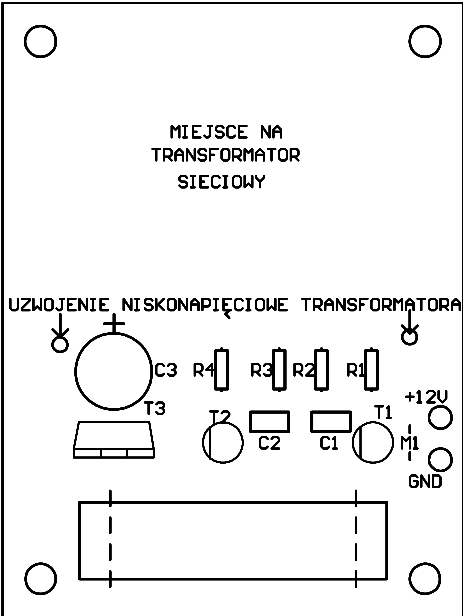 MIEJSCE NA
TRANSFORMATOR
SIECIOWY
UZWOJENIE NISKONAPIĘCIOWE TRANSFORMATORA
+
C3 R4 R3 R2 R1
T3
+12V
T2 T1
C2 C1 M1
GND